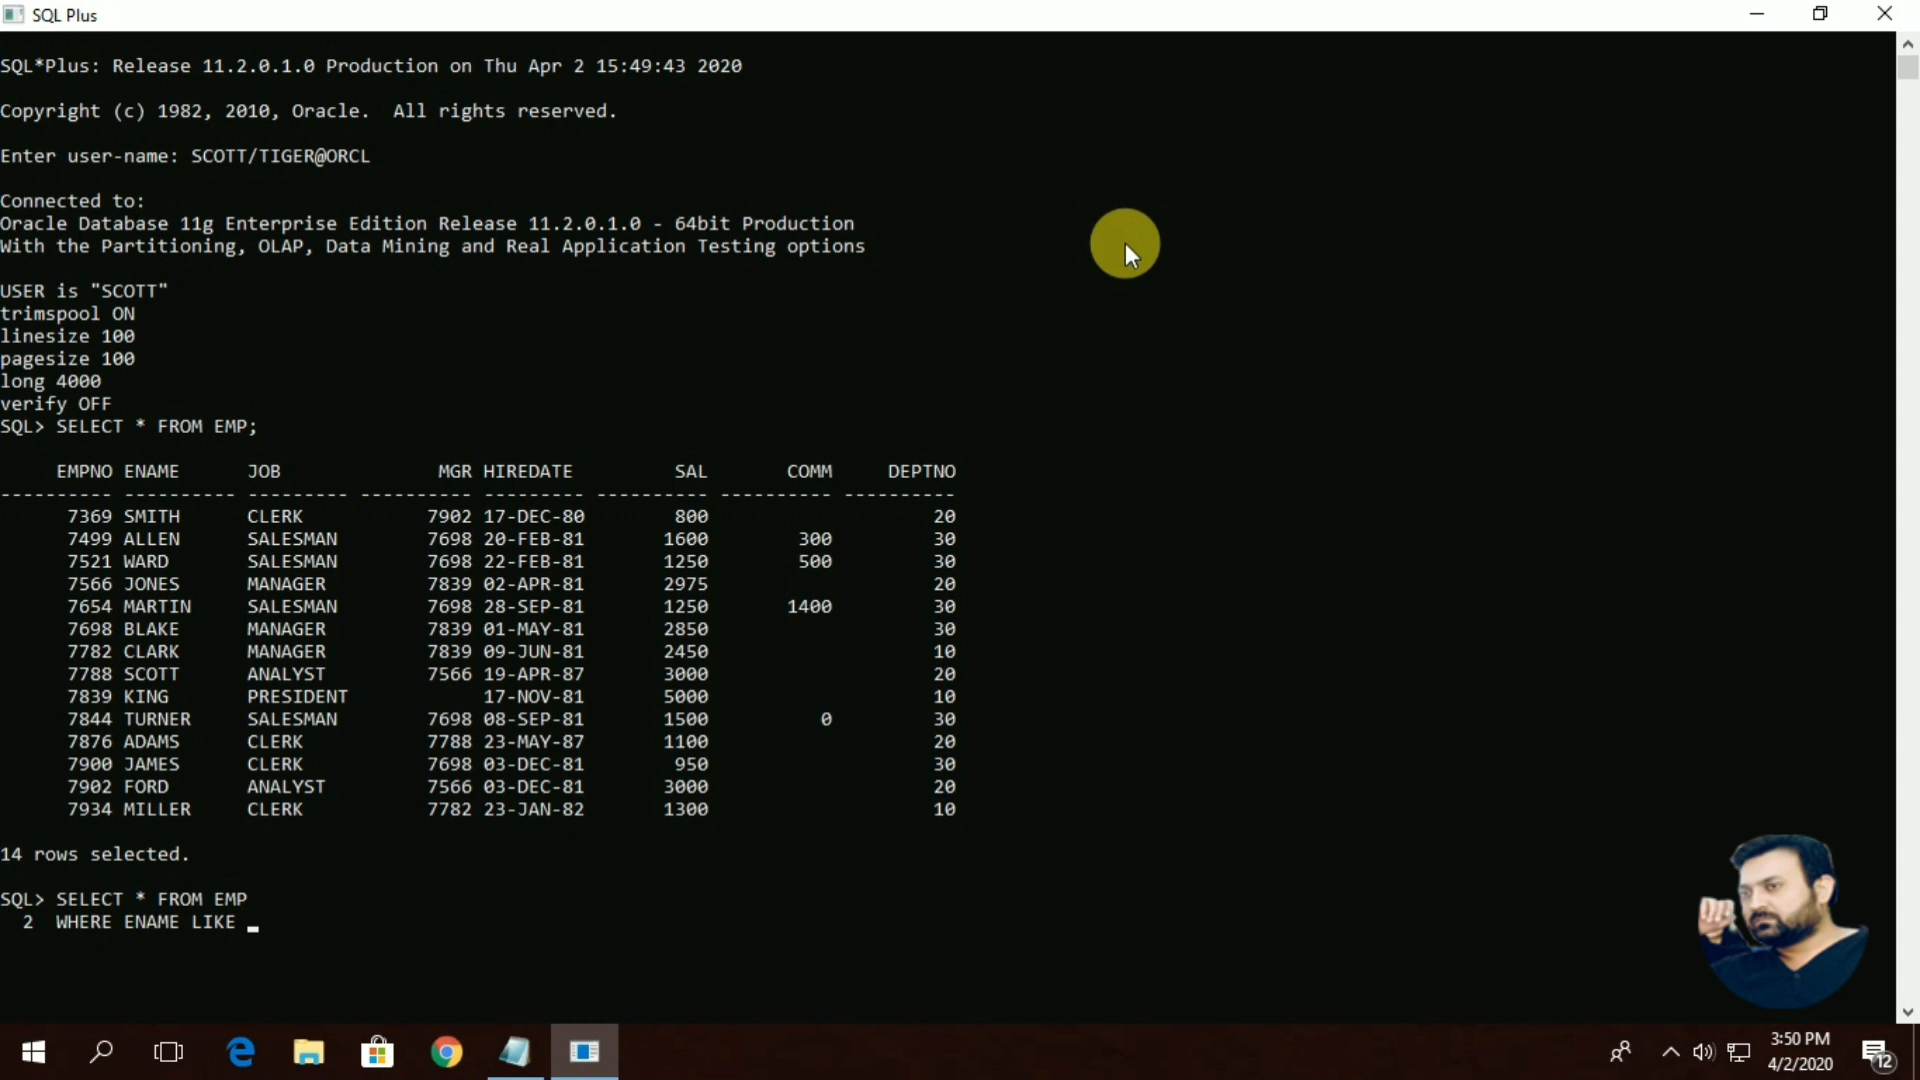 SQL Plus
SQL*Plus: Release 11.2.0.1.0 Production on Thu Apr 2 15:49:43 2020
Copyright (c) 1982, 2010, Oracle.  All rights reserved.
Enter user-name: SCOTT/TIGER@ORCL
Connected to:
Oracle Database 11g Enterprise Edition Release 11.2.0.1.0 - 64bit Production
With the Partitioning, OLAP, Data Mining and Real Application Testing options
USER is "SCOTT"
trimspool ON
linesize 100
pagesize 100
long 4000
verify OFF
SQL> SELECT * FROM EMP;
     EMPNO ENAME      JOB              MGR HIREDATE         SAL       COMM     DEPTNO
---------- ---------- --------- ---------- --------- ---------- ---------- ----------
      7369 SMITH      CLERK           7902 17-DEC-80        800                    20
      7499 ALLEN      SALESMAN        7698 20-FEB-81       1600        300         30
      7521 WARD       SALESMAN        7698 22-FEB-81       1250        500         30
      7566 JONES      MANAGER         7839 02-APR-81       2975                    20
      7654 MARTIN     SALESMAN        7698 28-SEP-81       1250       1400         30
      7698 BLAKE      MANAGER         7839 01-MAY-81       2850                    30
      7782 CLARK      MANAGER         7839 09-JUN-81       2450                    10
      7788 SCOTT      ANALYST         7566 19-APR-87       3000                    20
      7839 KING       PRESIDENT            17-NOV-81       5000                    10
      7844 TURNER     SALESMAN        7698 08-SEP-81       1500          0         30
      7876 ADAMS      CLERK           7788 23-MAY-87       1100                    20
      7900 JAMES      CLERK           7698 03-DEC-81        950                    30
      7902 FORD       ANALYST         7566 03-DEC-81       3000                    20
      7934 MILLER     CLERK           7782 23-JAN-82       1300                    10
14 rows selected.
SQL> SELECT * FROM EMP
  2  WHERE ENAME LIKE _
3:50 PM
4/2/2020
12